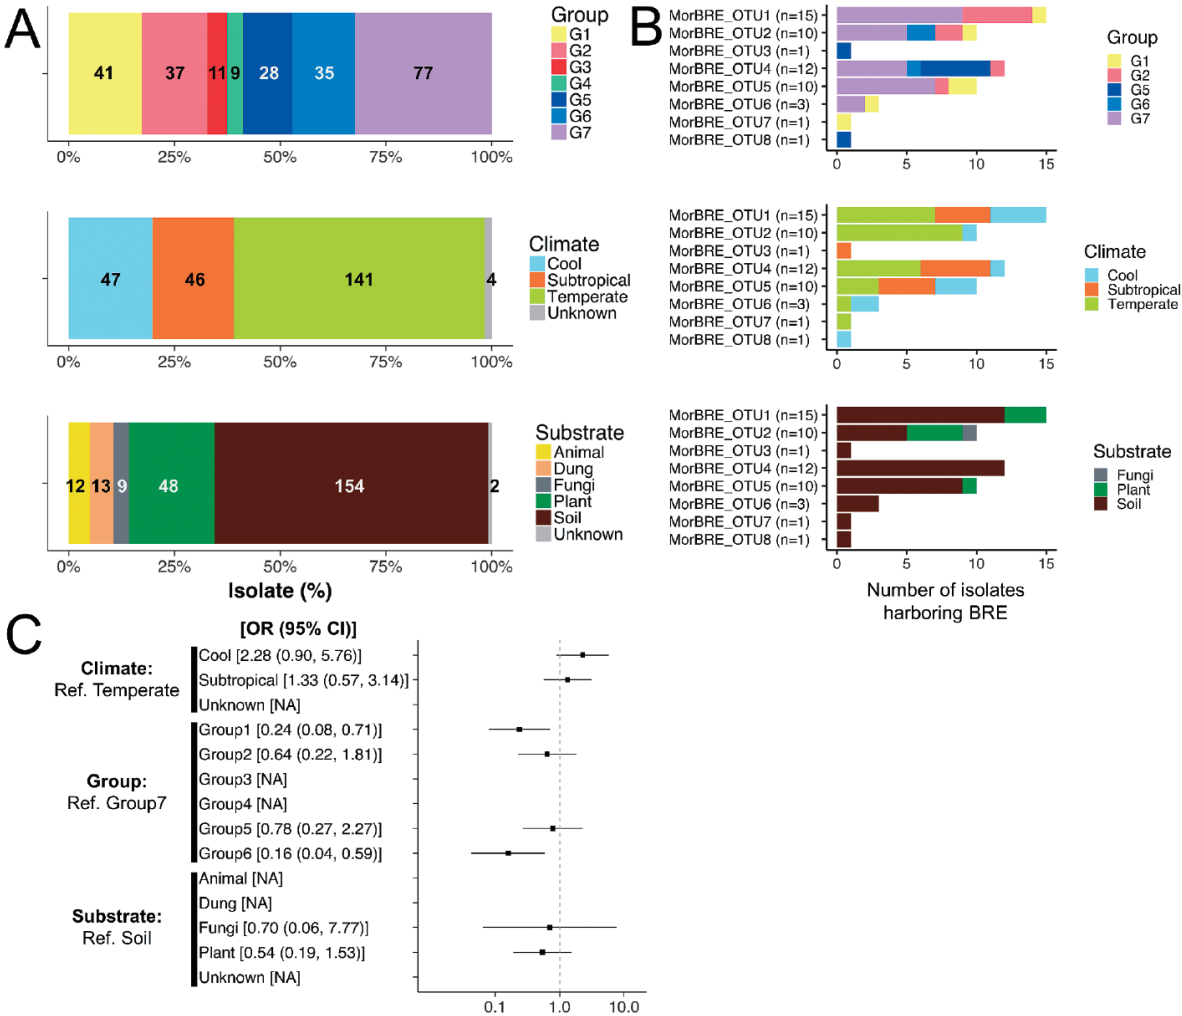 A
41
37
11
9
28
35
77
0%
25%
50%
75%
100%
Group
G1
G2
G3
G4
G5
G6
G7
47
46
141
4
0%
25%
50%
75%
100%
Climate
Cool
Subtropical
Temperate
Unknown
12
13
9
48
154
2
0%
25%
50%
75%
100%
Isolate (%)
Substrate
Animal
Dung
Fungi
Plant
Soil
Unknown
B
MorBRE_OTU1 (n=15)
MorBRE_OTU2 (n=10)
MorBRE_OTU3 (n=1)
MorBRE_OTU4 (n=12)
MorBRE_OTU5 (n=10)
MorBRE_OTU6 (n=3)
MorBRE_OTU7 (n=1)
MorBRE_OTU8 (n=1)
0
5
10
15
Group
G1
G2
G5
G6
G7
MorBRE_OTU1 (n=15)
MorBRE_OTU2 (n=10)
MorBRE_OTU3 (n=1)
MorBRE_OTU4 (n=12)
MorBRE_OTU5 (n=10)
MorBRE_OTU6 (n=3)
MorBRE_OTU7 (n=1)
MorBRE_OTU8 (n=1)
0
5
10
15
Climate
Cool
Subtropical
Temperate
MorBRE_OTU1 (n=15)
MorBRE_OTU2 (n=10)
MorBRE_OTU3 (n=1)
MorBRE_OTU4 (n=12)
MorBRE_OTU5 (n=10)
MorBRE_OTU6 (n=3)
MorBRE_OTU7 (n=1)
MorBRE_OTU8 (n=1)
0
5
10
15
Number of isolates
harboring BRE
Substrate
Fungi
Plant
Soil
C
[OR (95% CI)]
Climate:
Ref. Temperate
Cool [2.28 (0.90, 5.76)]
Subtropical [1.33 (0.57, 3.14)]
Unknown [NA]
Group:
Ref. Group7
Group1 [0.24 (0.08, 0.71)]
Group2 [0.64 (0.22, 1.81)]
Group3 [NA]
Group4 [NA]
Group5 [0.78 (0.27, 2.27)]
Group6 [0.16 (0.04, 0.59)]
Substrate:
Ref. Soil
Animal [NA]
Dung [NA]
Fungi [0.70 (0.06, 7.77)]
Plant [0.54 (0.19, 1.53)]
Unknown [NA]
0.1
1.0
10.0